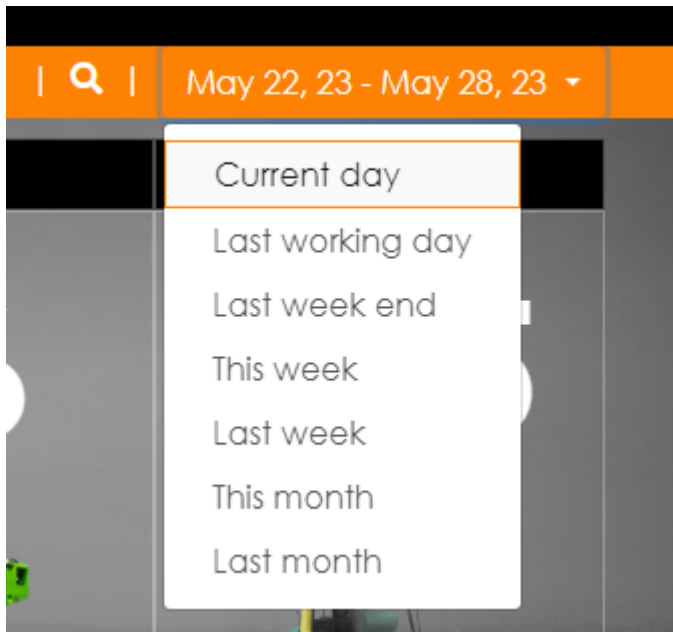 | | May 22, 23 - May 28, 23
Current day
Last working day
Last week end
This week
Last week
This month
Last month